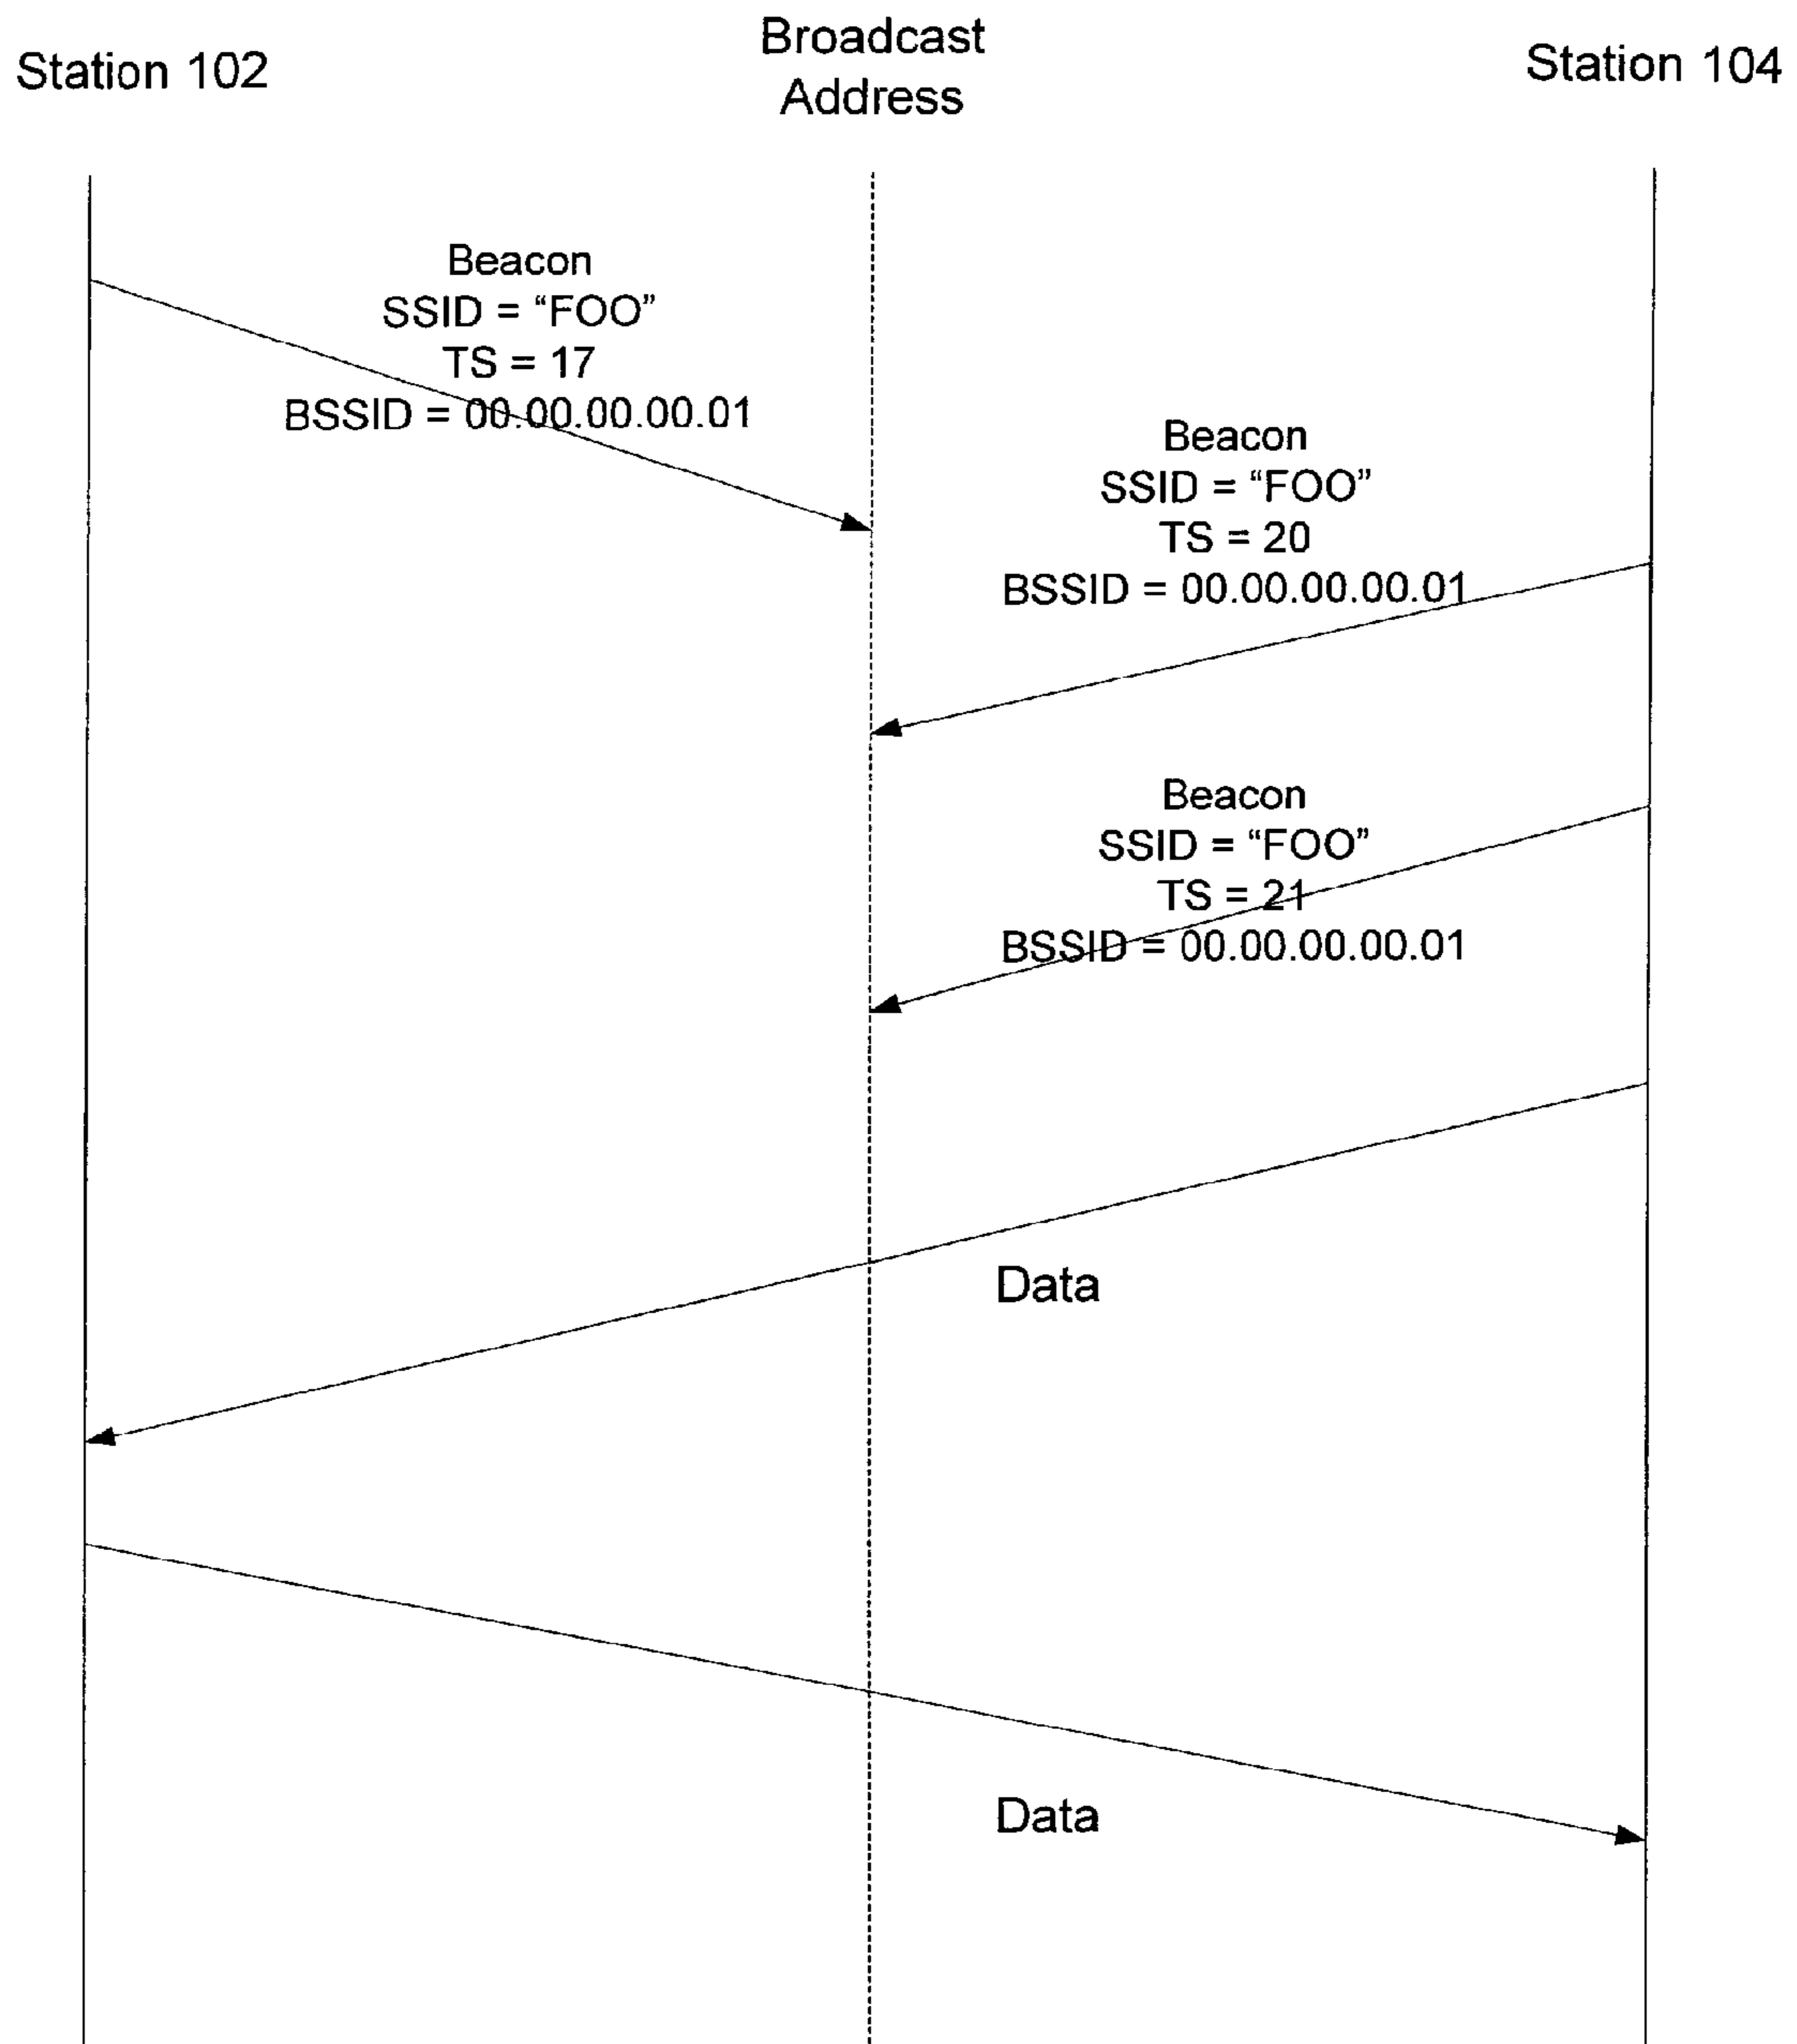 Station 102
Broadcast
Address
Station 104
Beacon
SSID = “FOO”
TS = 17
BSSID = 00.00.00.00.01
Beacon
SSID = “FOO”
TS = 20
BSSID = 00.00.00.00.01
Beacon
SSID = “FOO”
TS = 21
BSSID = 00.00.00.00.01
Data
Data